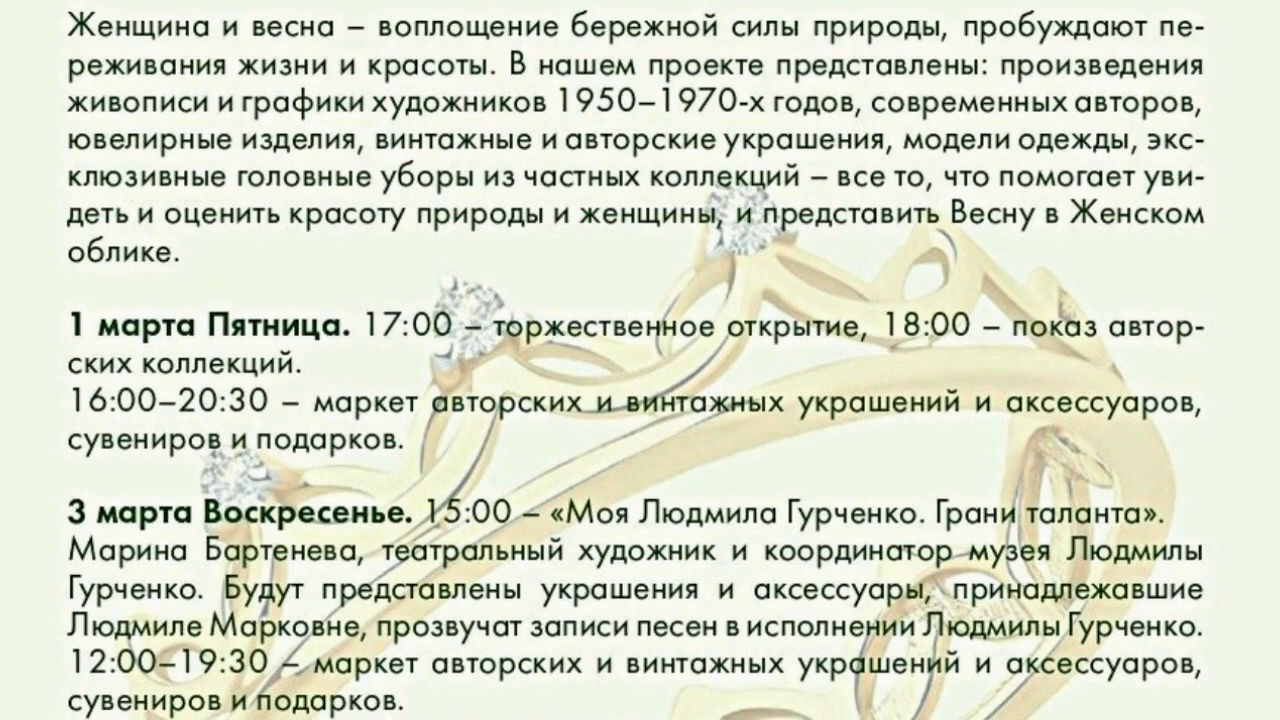 Женщина и весна – воплощение бережной силы природы, пробуждают пе-
реживания жизни и красоты. В нашем проекте представлены: произведения
живописи и графики художников 1950–1970-х годов, современных авторов,
ювелирные изделия, винтажные и авторские украшения, модели одежды, экс-
клюзивные головные уборы из частных коллекций – все то, что помогает уви-
деть и оценить красоту природы и женщины, и представить Весну в Женском
облике.
1 марта Пятница. 17:00 – торжественное открытие, 18:00 – показ автор-
ских коллекций.
16:00–20:30 – маркет авторских и винтажных украшений и аксессуаров,
сувениров и подарков.
3 марта Воскресенье. 15:00 – «Моя Людмила Гурченко. Грани таланта».
Марина Бартенева, театральный художник и координатор музея Людмилы
Гурченко. Будут представлены украшения и аксессуары, принадлежавшие
Людмиле Марковне, прозвучат записи песен в исполнении Людмилы Гурченко.
12:00–19:30 – маркет авторских и винтажных украшений и аксессуаров,
сувениров и подарков.